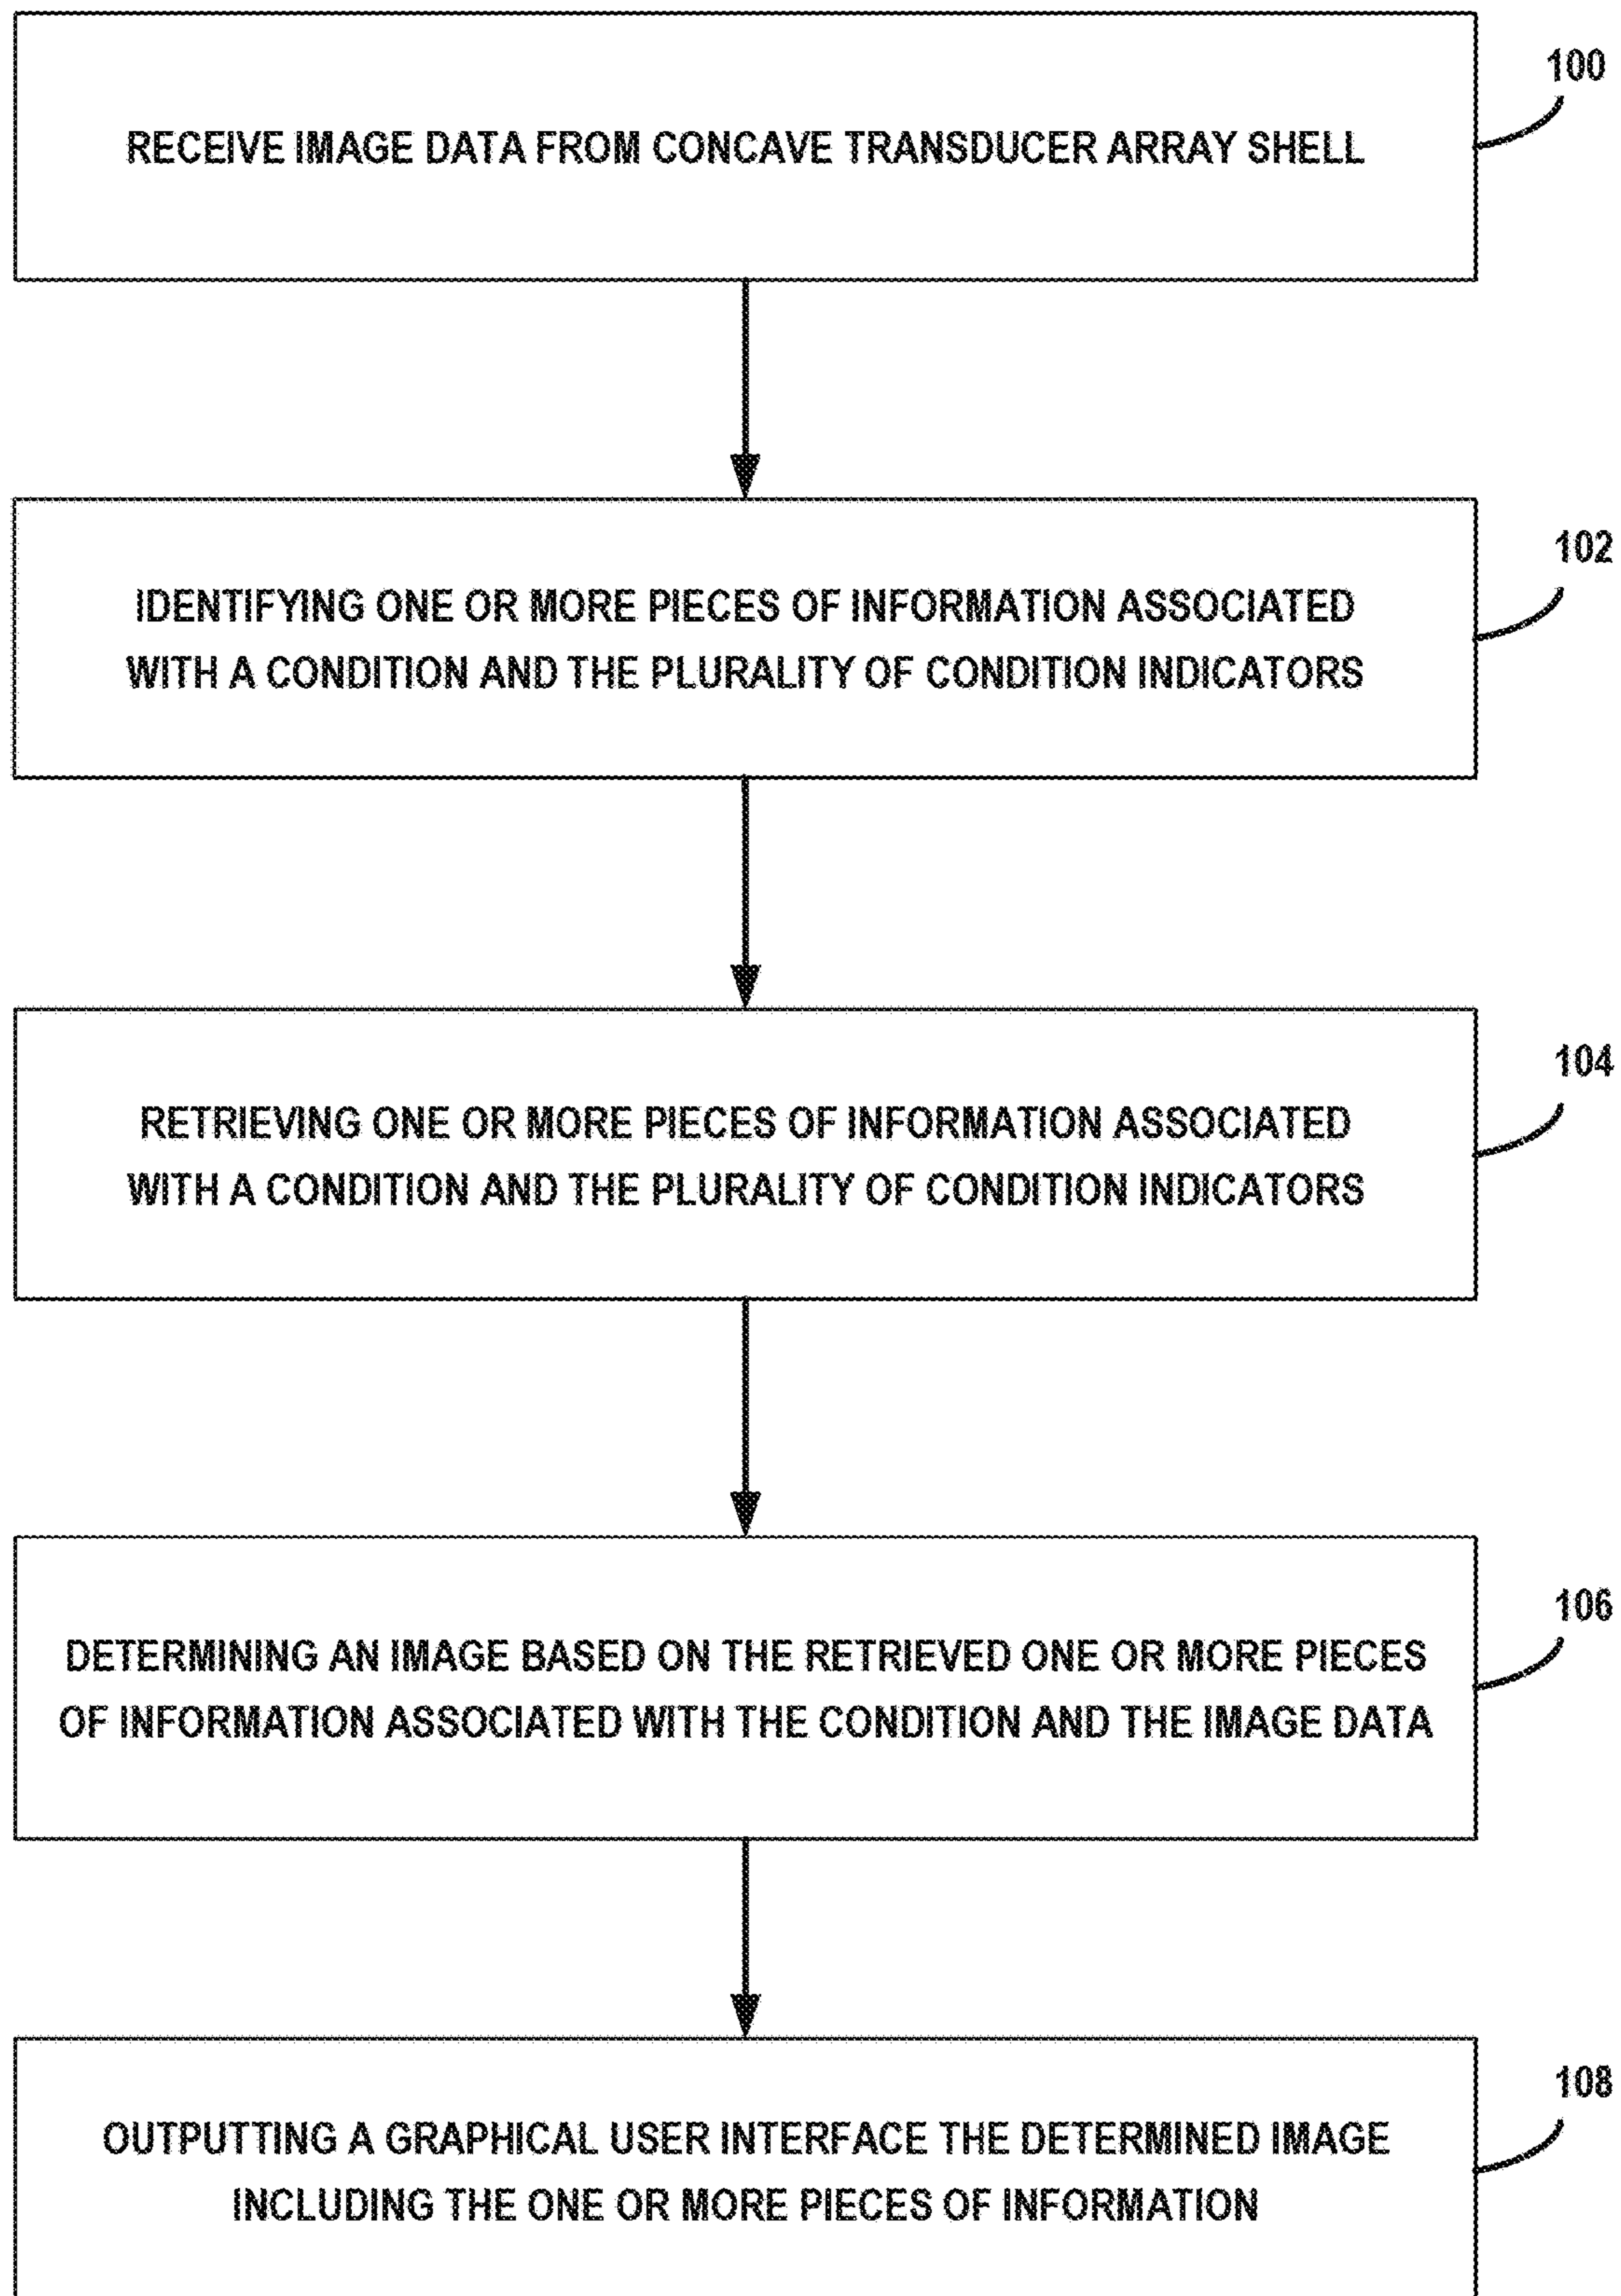 RECEIVE IMAGE DATA FROM CONCAVE TRANSDUCER ARRAY SHELL
100
IDENTIFYING ONE OR MORE PIECES OF INFORMATION ASSOCIATED
WITH A CONDITION AND THE PLURALITY OF CONDITION INDICATORS
102
RETRIEVING ONE OR MORE PIECES OF INFORMATION ASSOCIATED
WITH A CONDITION AND THE PLURALITY OF CONDITION INDICATORS
104
DETERMINING AN IMAGE BASED ON THE RETRIEVED ONE OR MORE PIECES
OF INFORMATION ASSOCIATED WITH THE CONDITION AND THE IMAGE DATA
106
OUTPUTTING A GRAPHICAL USER INTERFACE THE DETERMINED IMAGE
INCLUDING THE ONE OR MORE PIECES OF INFORMATION
108